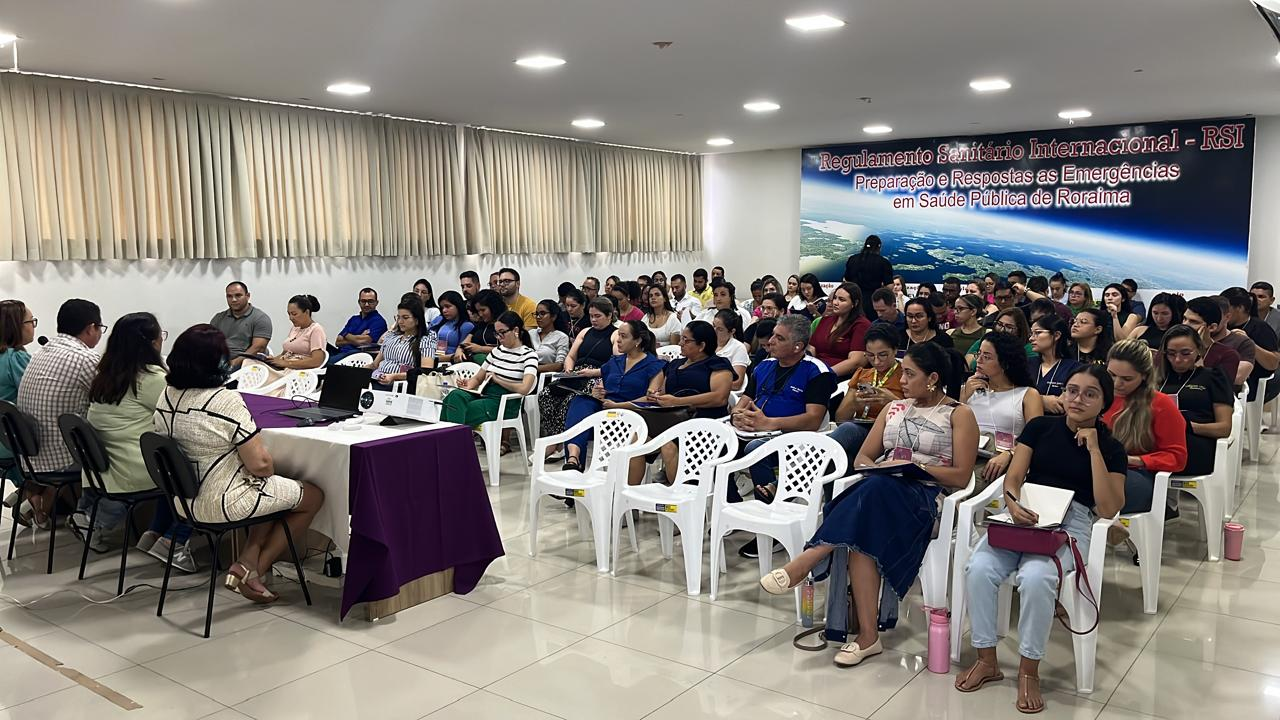 Regulamento Sanitário Internacional - RSI
Preparação e Respostas as Emergências
em Saúde Pública de Roraima